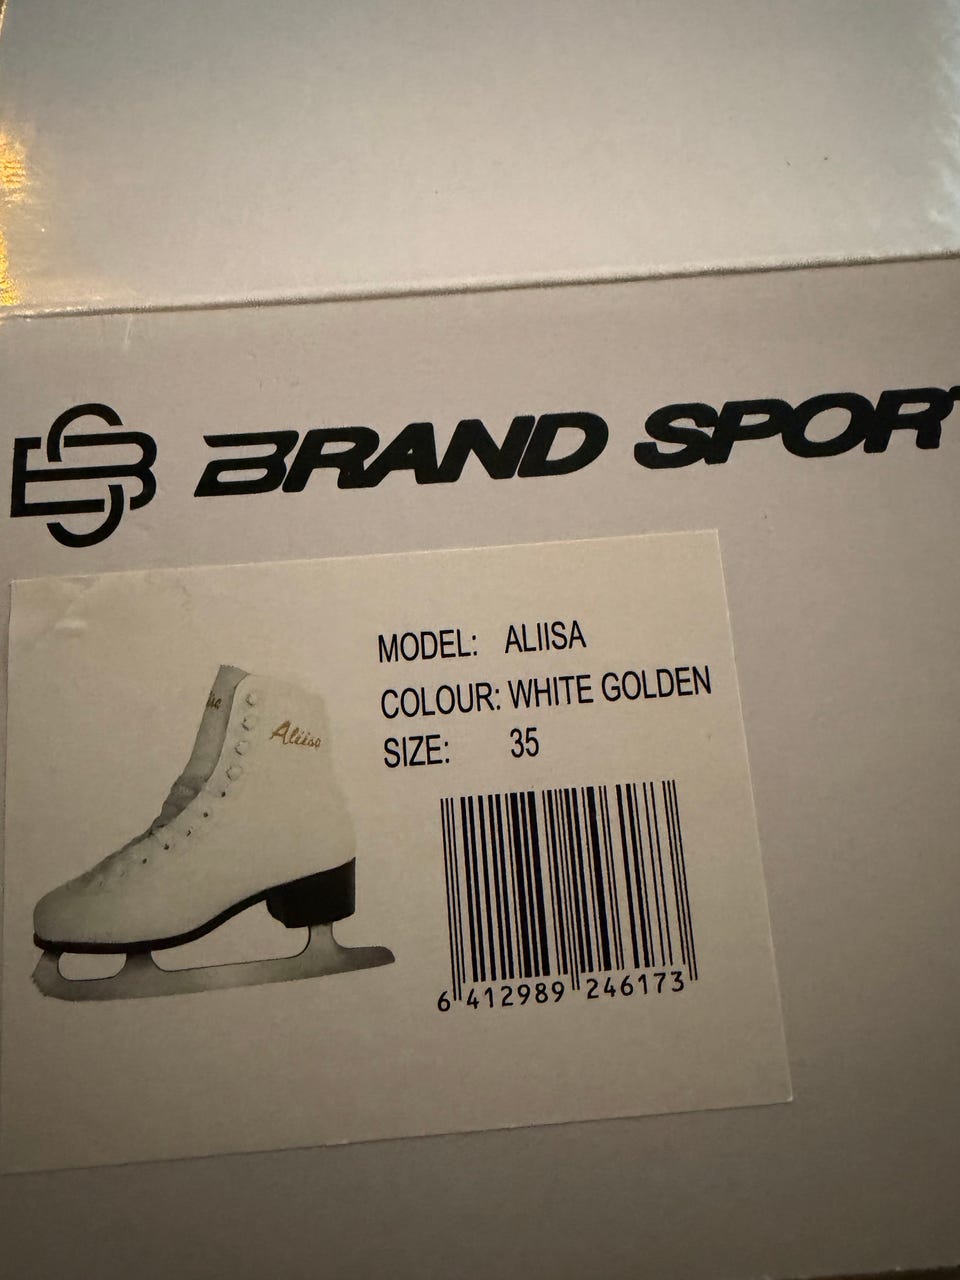 BRAND SPORT
MODEL: ALIISA
COLOUR: WHITE GOLDEN
SIZE: 35
Aliisa
6 412989 246173